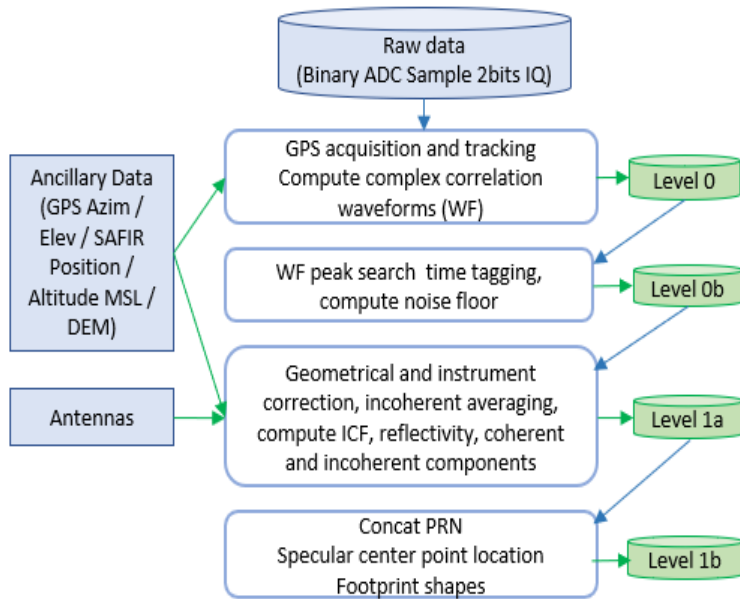 Raw data
(Binary ADC Sample 2bits IQ)
GPS acquisition and tracking
Compute complex correlation
waveforms (WF)
Level 0
Ancillary Data
(GPS Azim /
Elev / SAFIR
Position /
Altitude MSL /
DEM)
WF peak search  time tagging,
compute noise floor
Level 0b
Geometrical and instrument
correction, incoherent averaging,
compute ICF, reflectivity, coherent
and incoherent components
Level 1a
Antennas
Concat PRN
Specular center point location
Footprint shapes
Level 1b